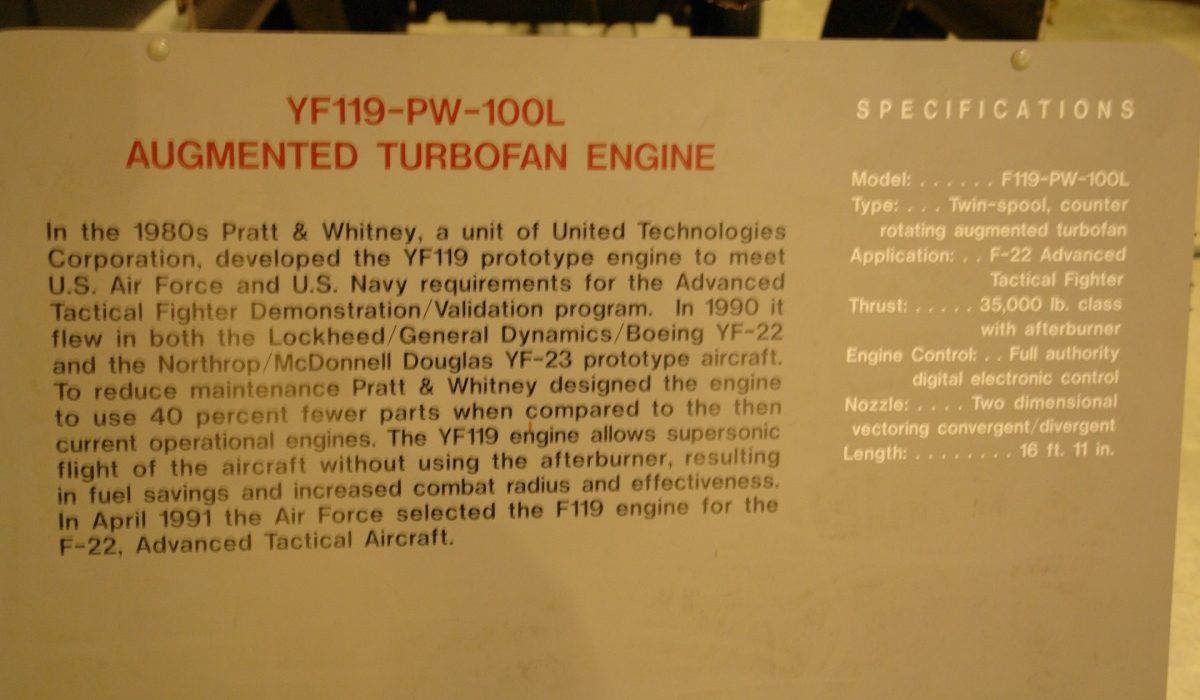 YF119-PW-100L
AUGMENTED TURBOFAN ENGINE
In the 1980s Pratt & Whitney, a unit of United Technologies
Corporation, developed the YF119 prototype engine to meet
U.S. Air Force and U.S. Navy requirements for the Advanced
Tactical Fighter Demonstration/Validation program. In 1990 it
flew in both the Lockheed/General Dynamics/Boeing YF-22
and the Northrop/McDonnell Douglas YF-23 prototype aircraft.
To reduce maintenance Pratt & Whitney designed the engine
to use 40 percent fewer parts when compared to the then
current operational engines. The YF119 engine allows supersonic
flight of the aircraft without using the afterburner, resulting
in fuel savings and increased combat radius and effectiveness.
In April 1991 the Air Force selected the F119 engine for the
F-22, Advanced Tactical Aircraft.
SPECIFICATIONS
Model: . . . . . . F119-PW-100L
Type: . . . Twin-spool, counter
rotating augmented turbofan
Application: . . F-22 Advanced
Tactical Fighter
Thrust: . . . . . 35,000 lb. class
with afterburner
Engine Control: . . Full authority
digital electronic control
Nozzle: . . . . Two dimensional
vectoring convergent/divergent
Length: . . . . . . . . 16 ft. 11 in.